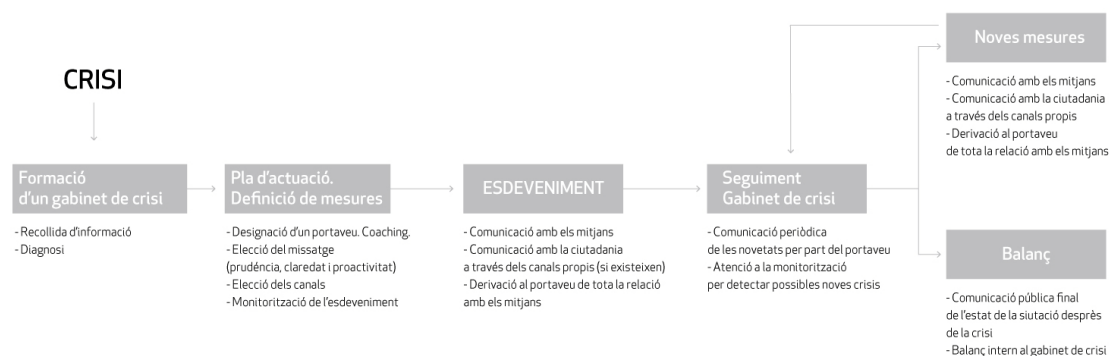 CRISI
Formació
d'un gabinet de crisi
- Recollida d'informació
- Diagnosi
Pla d'actuació.
Definició de mesures
- Designació d'un portaveu. Coaching.
- Elecció del missatge
(prudéncia, claredat i proactivitat)
- Elecció dels canals
- Monitorització de l'esdeveniment
ESDEVENIMENT
- Comunicació amb els mitjans
- Comunicació amb la ciutadania
a través dels canals propis (si existeixen)
- Derivació al portaveu de tota la relació
amb els mitjans
Seguiment
Gabinet de crisi
- Comunicació periòdica
de les novetats per part del portaveu
- Atenció a la monitorització
per detectar possibles noves crisis
Noves mesures
- Comunicació amb els mitjans
- Comunicació amb la ciutadania
a través dels canals propis
- Derivació al portaveu
de tota la relació amb els mitjans
Balanç
- Comunicació pública final
de l'estat de la siutació desprès
de la crisi
- Balanç intern al gabinet de crisi